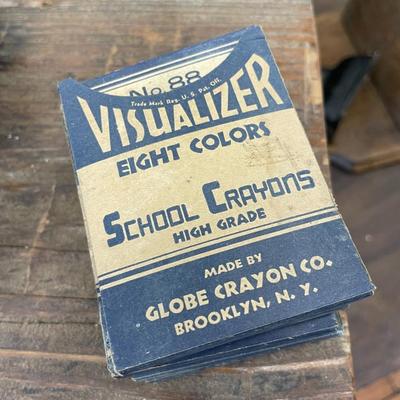 No. 88
Trade Mark Reg. U. S. Pat. Off.
VISUALIZER
EIGHT COLORS
SCHOOL CRAYONS
HIGH GRADE
MADE BY
GLOBE CRAYON CO.
BROOKLYN, N. Y.